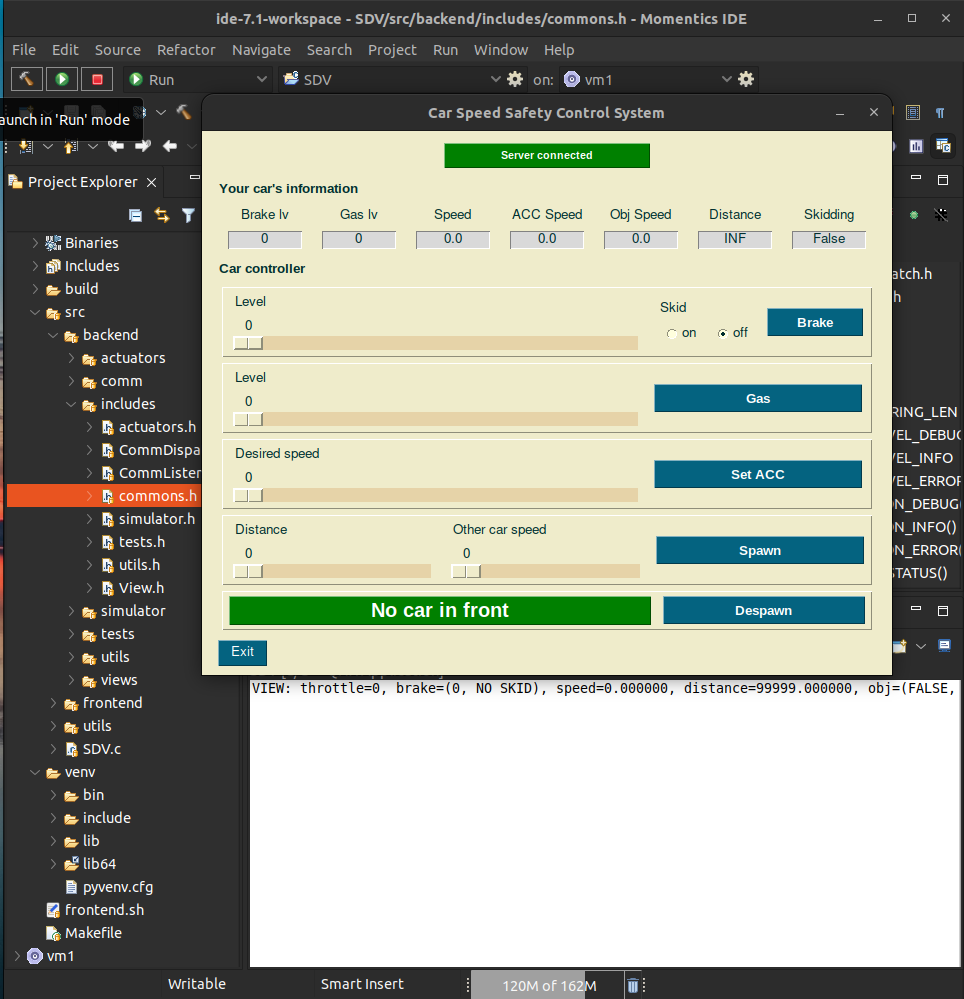 ide-7.1-workspace - SDV/src/backend/includes/commons.h - Momentics IDE
File Edit Source Refactor Navigate Search Project Run Window Help
Run SDV on: vm1
aunch in 'Run' mode
Project Explorer
Binaries
Includes
build
src
backend
actuators
comm
includes
actuators.h
CommDispa
CommLister
commons.h
simulator.h
tests.h
utils.h
View.h
simulator
tests
utils
views
frontend
utils
SDV.c
venv
bin
include
lib
lib64
pyvenv.cfg
frontend.sh
Makefile
vm1
Car Speed Safety Control System
Server connected
Your car's information
Brake lv Gas lv Speed ACC Speed Obj Speed Distance Skidding
0 0 0.0 0.0 0.0 INF False
Car controller
Level
0
Skid
on off
Brake
Level
0
Gas
Desired speed
0
Set ACC
Distance Other car speed
0 0
Spawn
No car in front
Despawn
Exit
atch.h
h
RING_LEN
VEL_DEBUG
VEL_INFO
VEL_ERROR
ON_DEBUG(
ON_INFO()
ON_ERROR(
STATUS()
VIEW: throttle=0, brake=(0, NO SKID), speed=0.000000, distance=99999.000000, obj=(FALSE,
Writable Smart Insert 120M of 162M